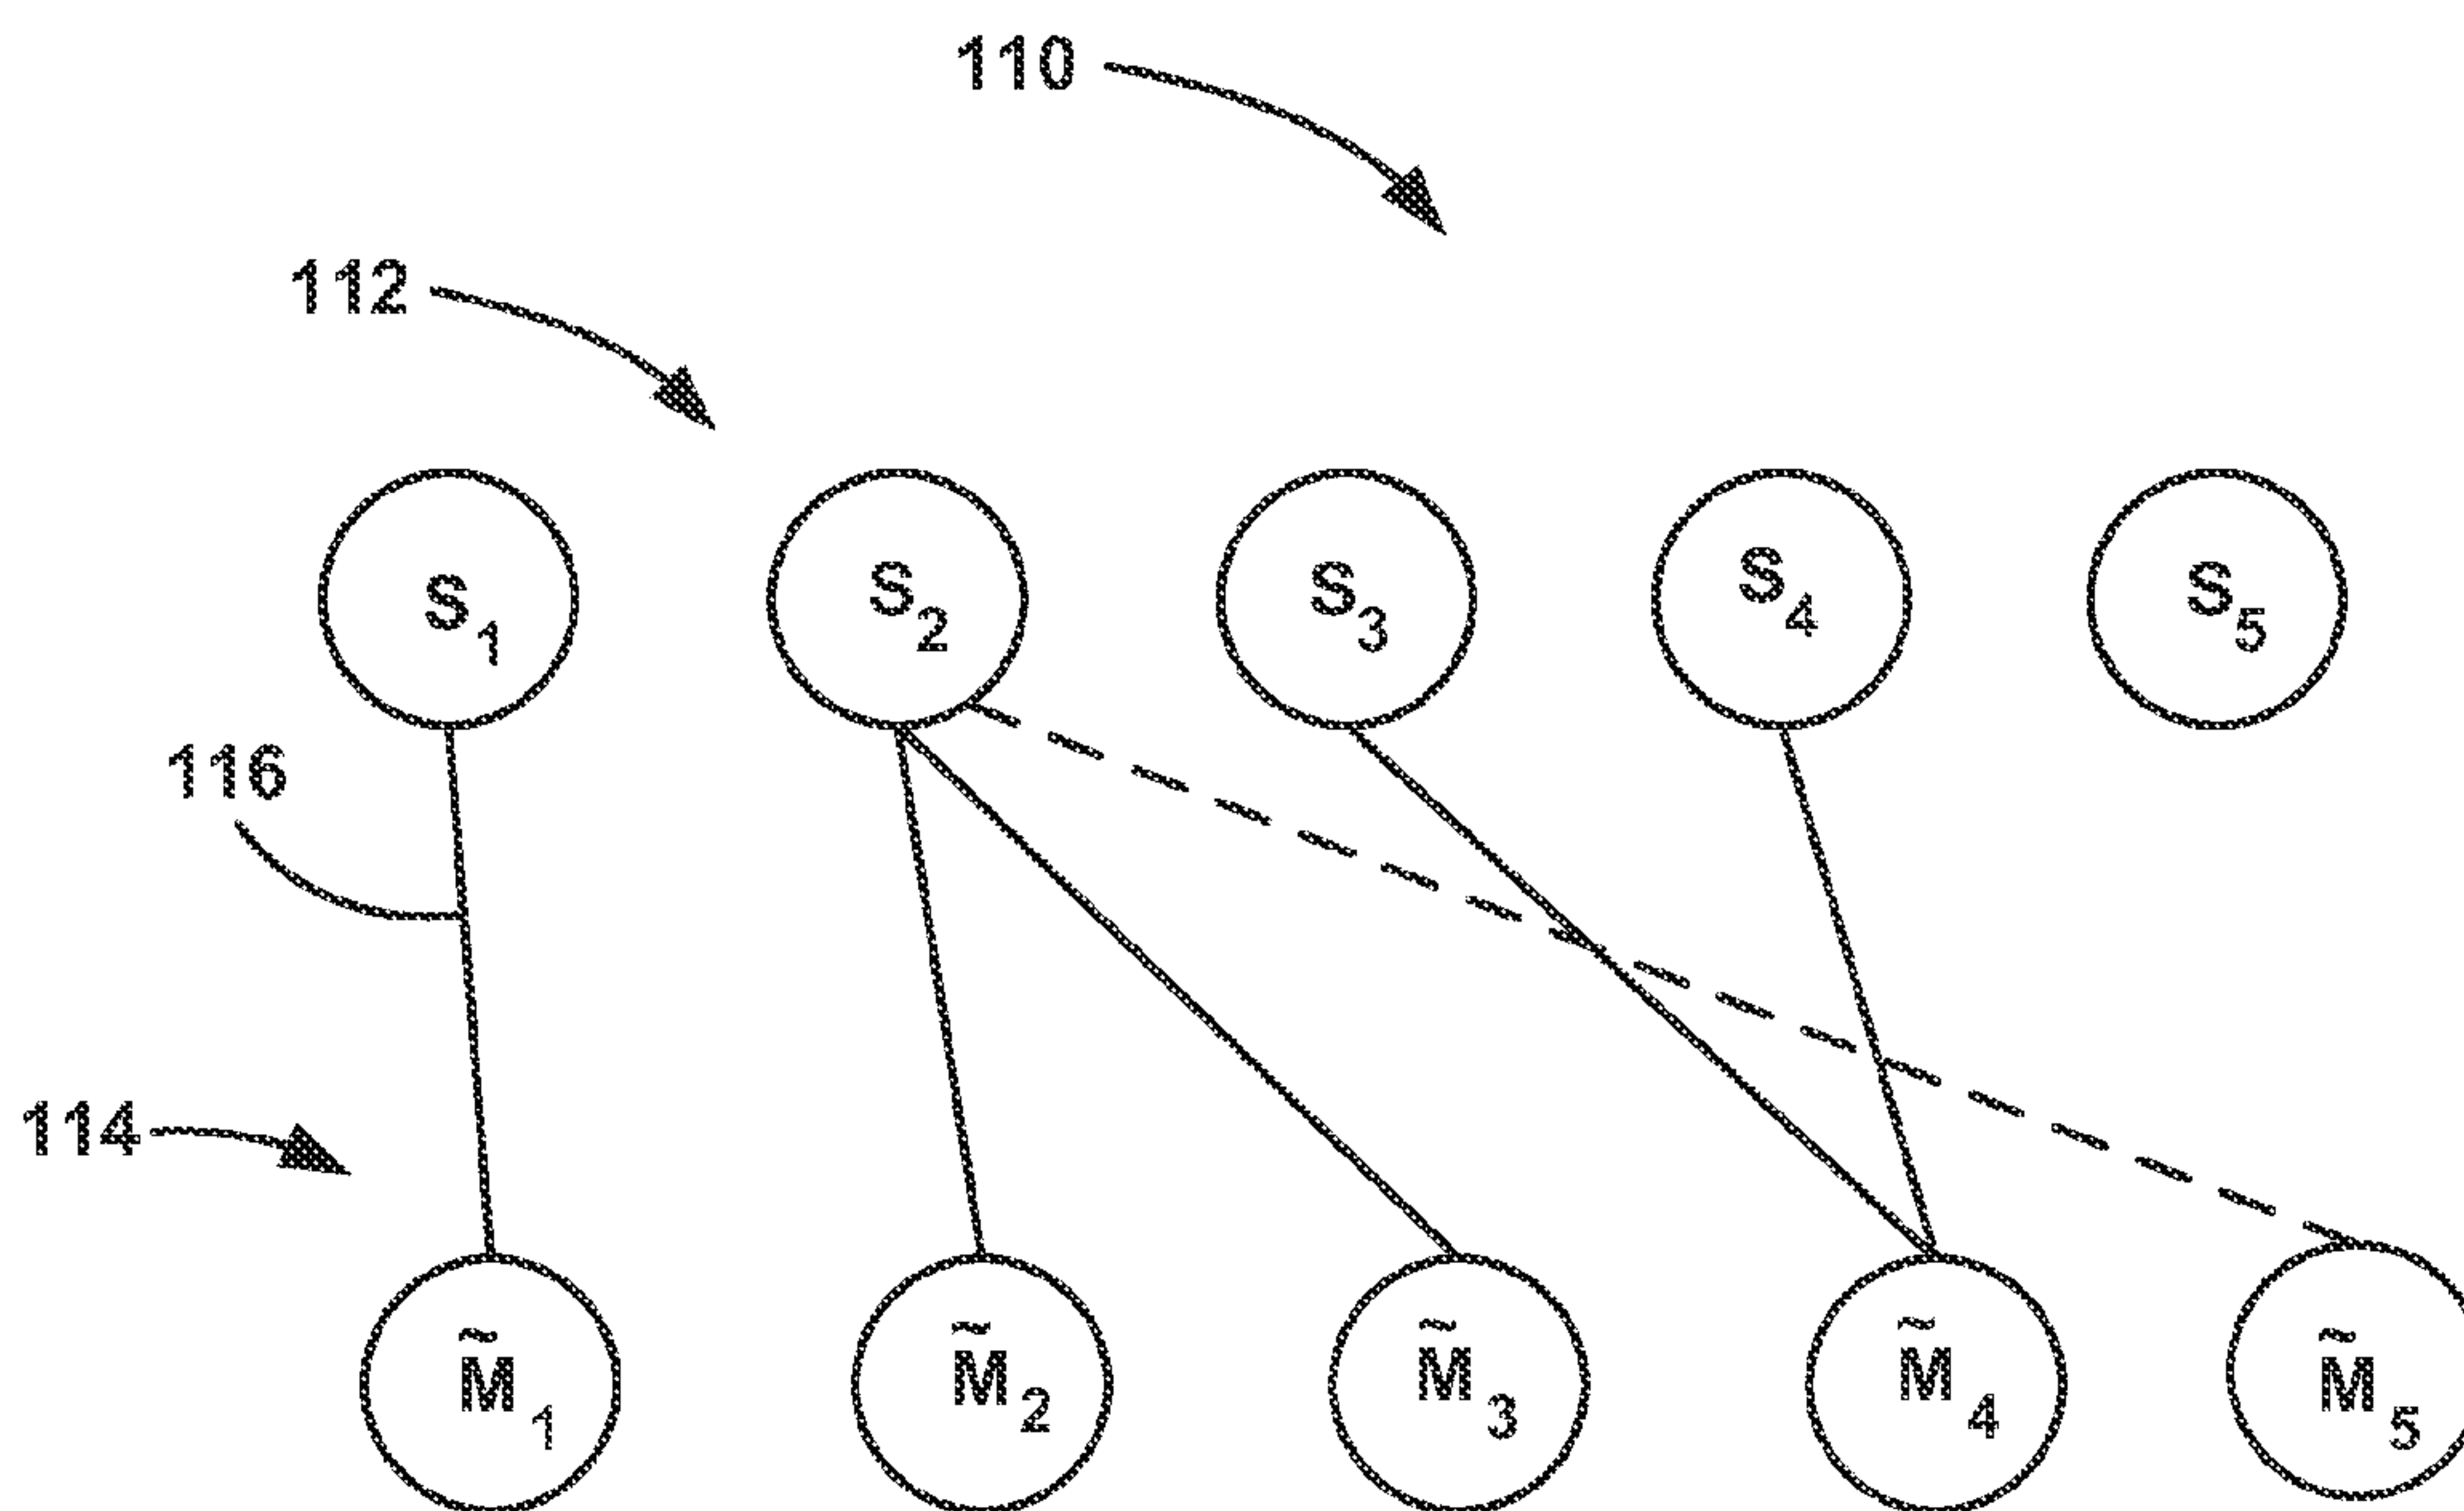 110
112
S₁ S₂ S₃ S₄ S₅
116
114
M̃₁ M̃₂ M̃₃ M̃₄ M̃₅